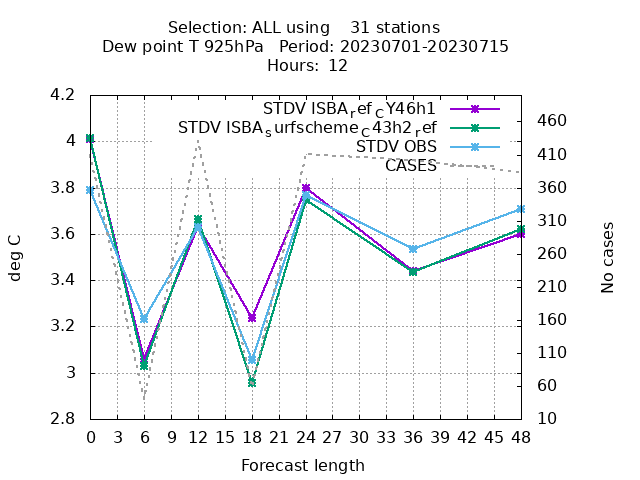 Selection: ALL using    31 stations
Dew point T 925hPa   Period: 20230701-20230715
Hours:  12
STDV ISBA_ref_CY46h1
STDV ISBA_surfscheme_C43h2_ref
STDV OBS
CASES
4.2
4
3.8
3.6
3.4
3.2
3
2.8
deg C
460
410
360
310
260
210
160
110
60
10
No cases
0 3 6 9 12 15 18 21 24 27 30 33 36 39 42 45 48
Forecast length